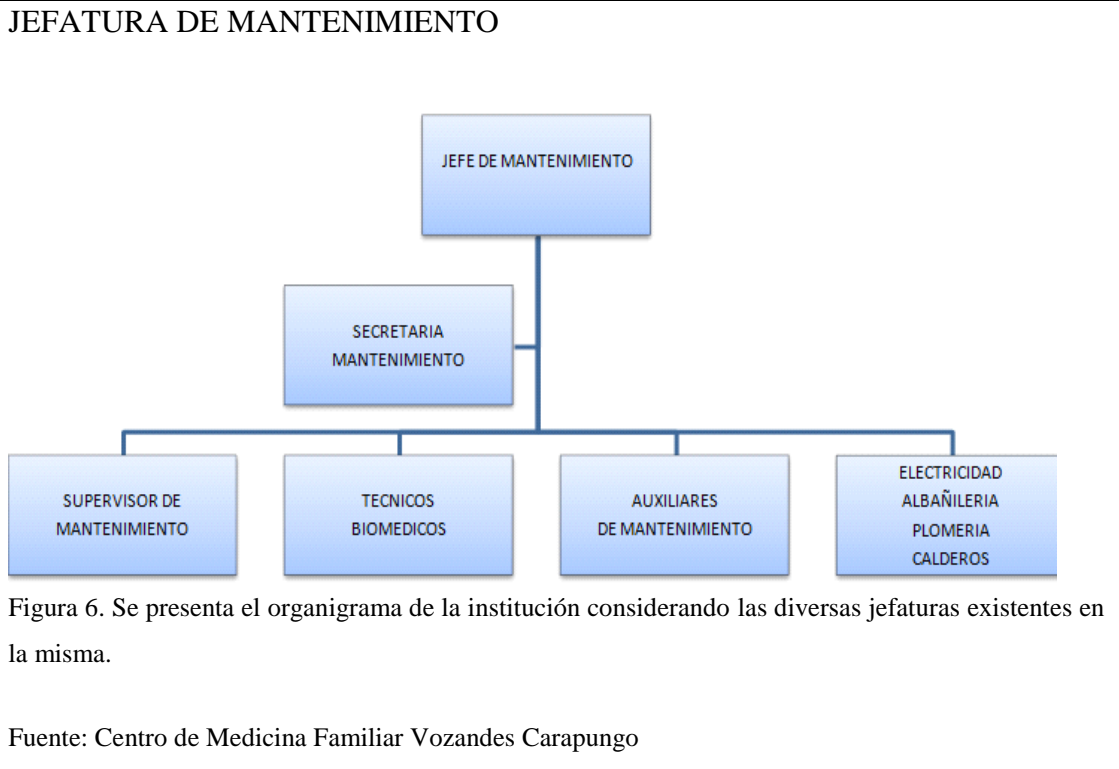 JEFATURA DE MANTENIMIENTO
JEFE DE MANTENIMIENTO
SECRETARIA
MANTENIMIENTO
SUPERVISOR DE
MANTENIMIENTO
TECNICOS
BIOMEDICOS
AUXILIARES
DE MANTENIMIENTO
ELECTRICIDAD
ALBAÑILERIA
PLOMERIA
CALDEROS
Figura 6. Se presenta el organigrama de la institución considerando las diversas jefaturas existentes en
la misma.
Fuente: Centro de Medicina Familiar Vozandes Carapungo